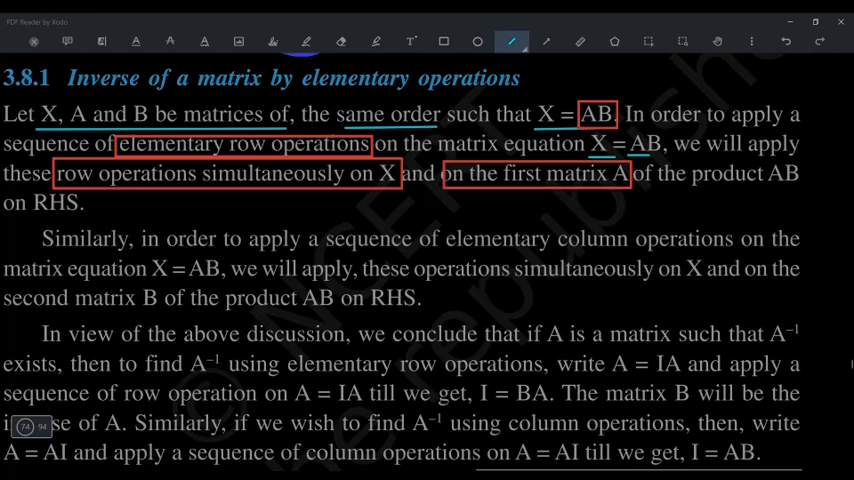 PDF Reader by Xodo
3.8.1 Inverse of a matrix by elementary operations
Let X, A and B be matrices of, the same order such that X = AB. In order to apply a
sequence of elementary row operations on the matrix equation X = AB, we will apply
these row operations simultaneously on X and on the first matrix A of the product AB
on RHS.
Similarly, in order to apply a sequence of elementary column operations on the
matrix equation X = AB, we will apply, these operations simultaneously on X and on the
second matrix B of the product AB on RHS.
In view of the above discussion, we conclude that if A is a matrix such that A⁻¹
exists, then to find A⁻¹ using elementary row operations, write A = IA and apply a
sequence of row operation on A = IA till we get, I = BA. The matrix B will be the
se of A. Similarly, if we wish to find A⁻¹ using column operations, then, write
74 94
A = AI and apply a sequence of column operations on A = AI till we get, I = AB.
© NCERT
be republished